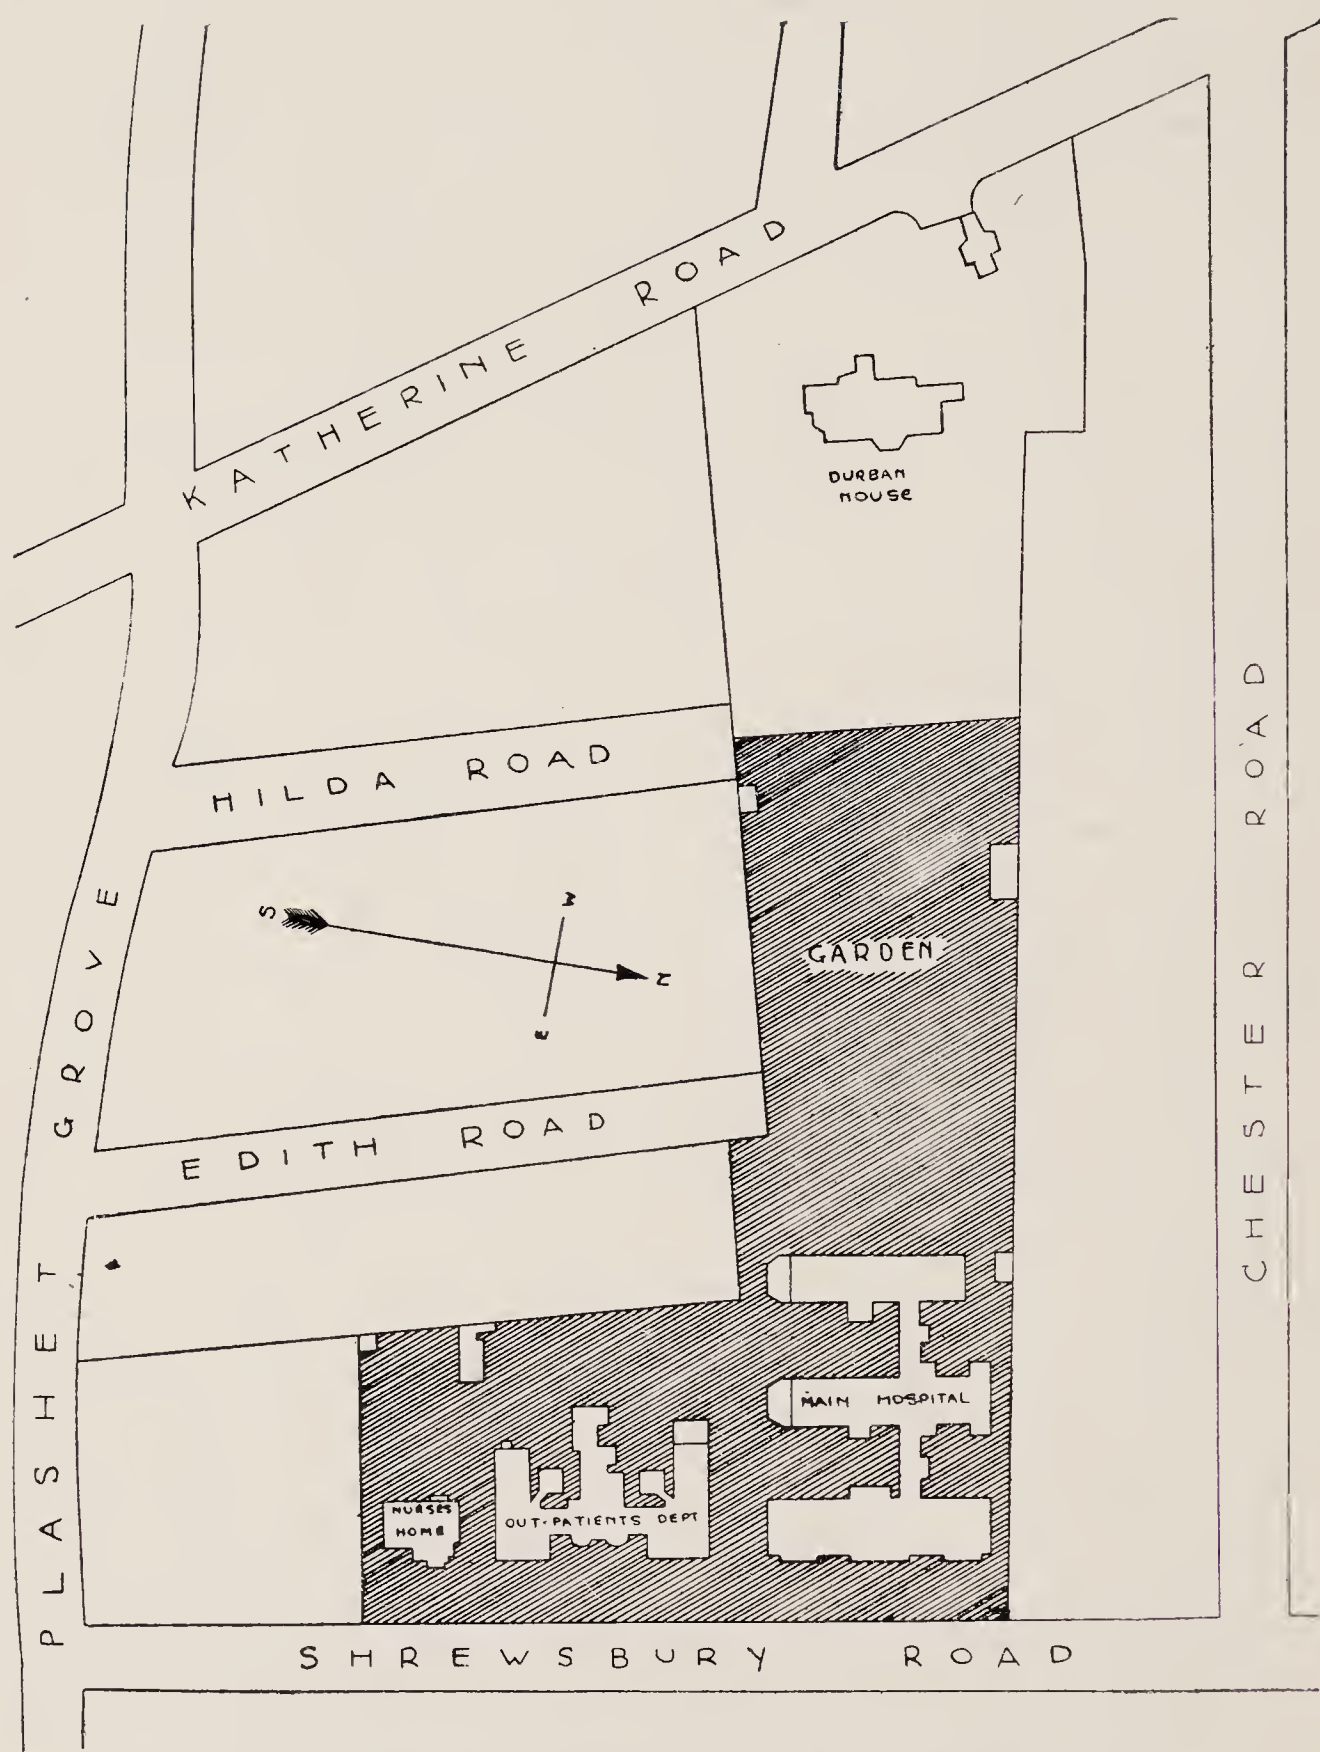 KATHERINE ROAD
DURBAN
HOUSE
HILDA ROAD
S
W
N
E
GARDEN
EDITH ROAD
PLASHET GROVE
CHESTER ROAD
MAIN HOSPITAL
NURSES
HOME
OUT-PATIENTS DEPT
SHREWSBURY ROAD